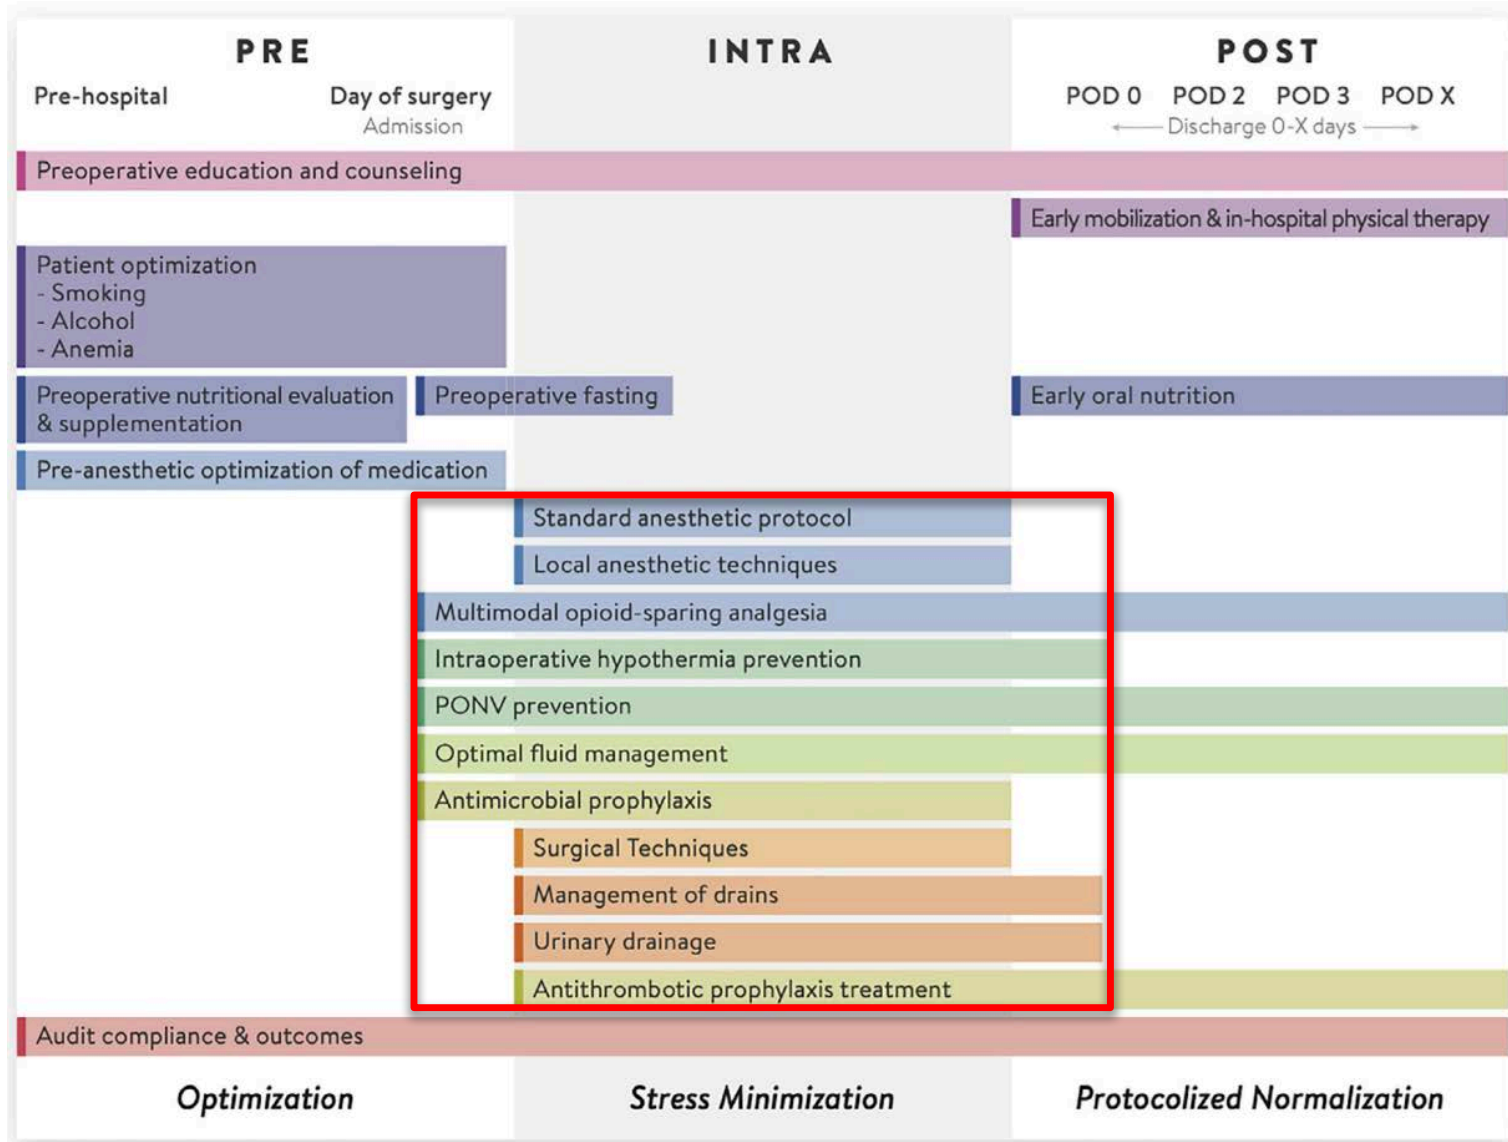 PRE
INTRA
POST
Pre-hospital
Day of surgery
Admission
POD 0 POD 2 POD 3 POD X
Discharge 0-X days
Preoperative education and counseling
Early mobilization & in-hospital physical therapy
Patient optimization
- Smoking
- Alcohol
- Anemia
Preoperative nutritional evaluation
& supplementation
Preoperative fasting
Early oral nutrition
Pre-anesthetic optimization of medication
Standard anesthetic protocol
Local anesthetic techniques
Multimodal opioid-sparing analgesia
Intraoperative hypothermia prevention
PONV prevention
Optimal fluid management
Antimicrobial prophylaxis
Surgical Techniques
Management of drains
Urinary drainage
Antithrombotic prophylaxis treatment
Audit compliance & outcomes
Optimization
Stress Minimization
Protocolized Normalization